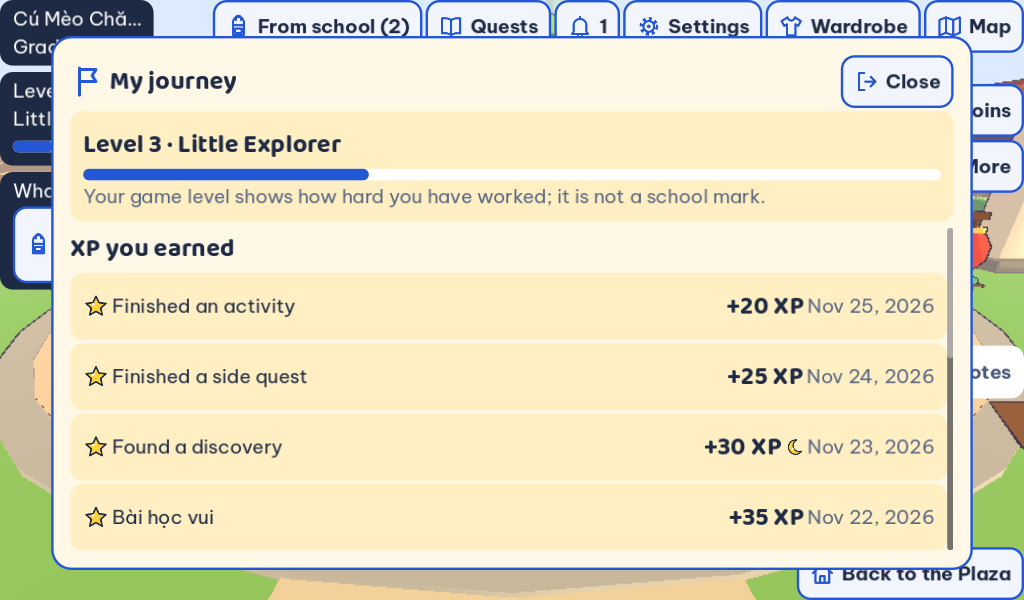 Cú Mèo Chă...
From school (2)
Quests
1
Settings
Wardrobe
Map
My journey
Close
Level 3 · Little Explorer
Your game level shows how hard you have worked; it is not a school mark.
XP you earned
Finished an activity
+20 XP Nov 25, 2026
Finished a side quest
+25 XP Nov 24, 2026
Found a discovery
+30 XP Nov 23, 2026
Bài học vui
+35 XP Nov 22, 2026
Back to the Plaza